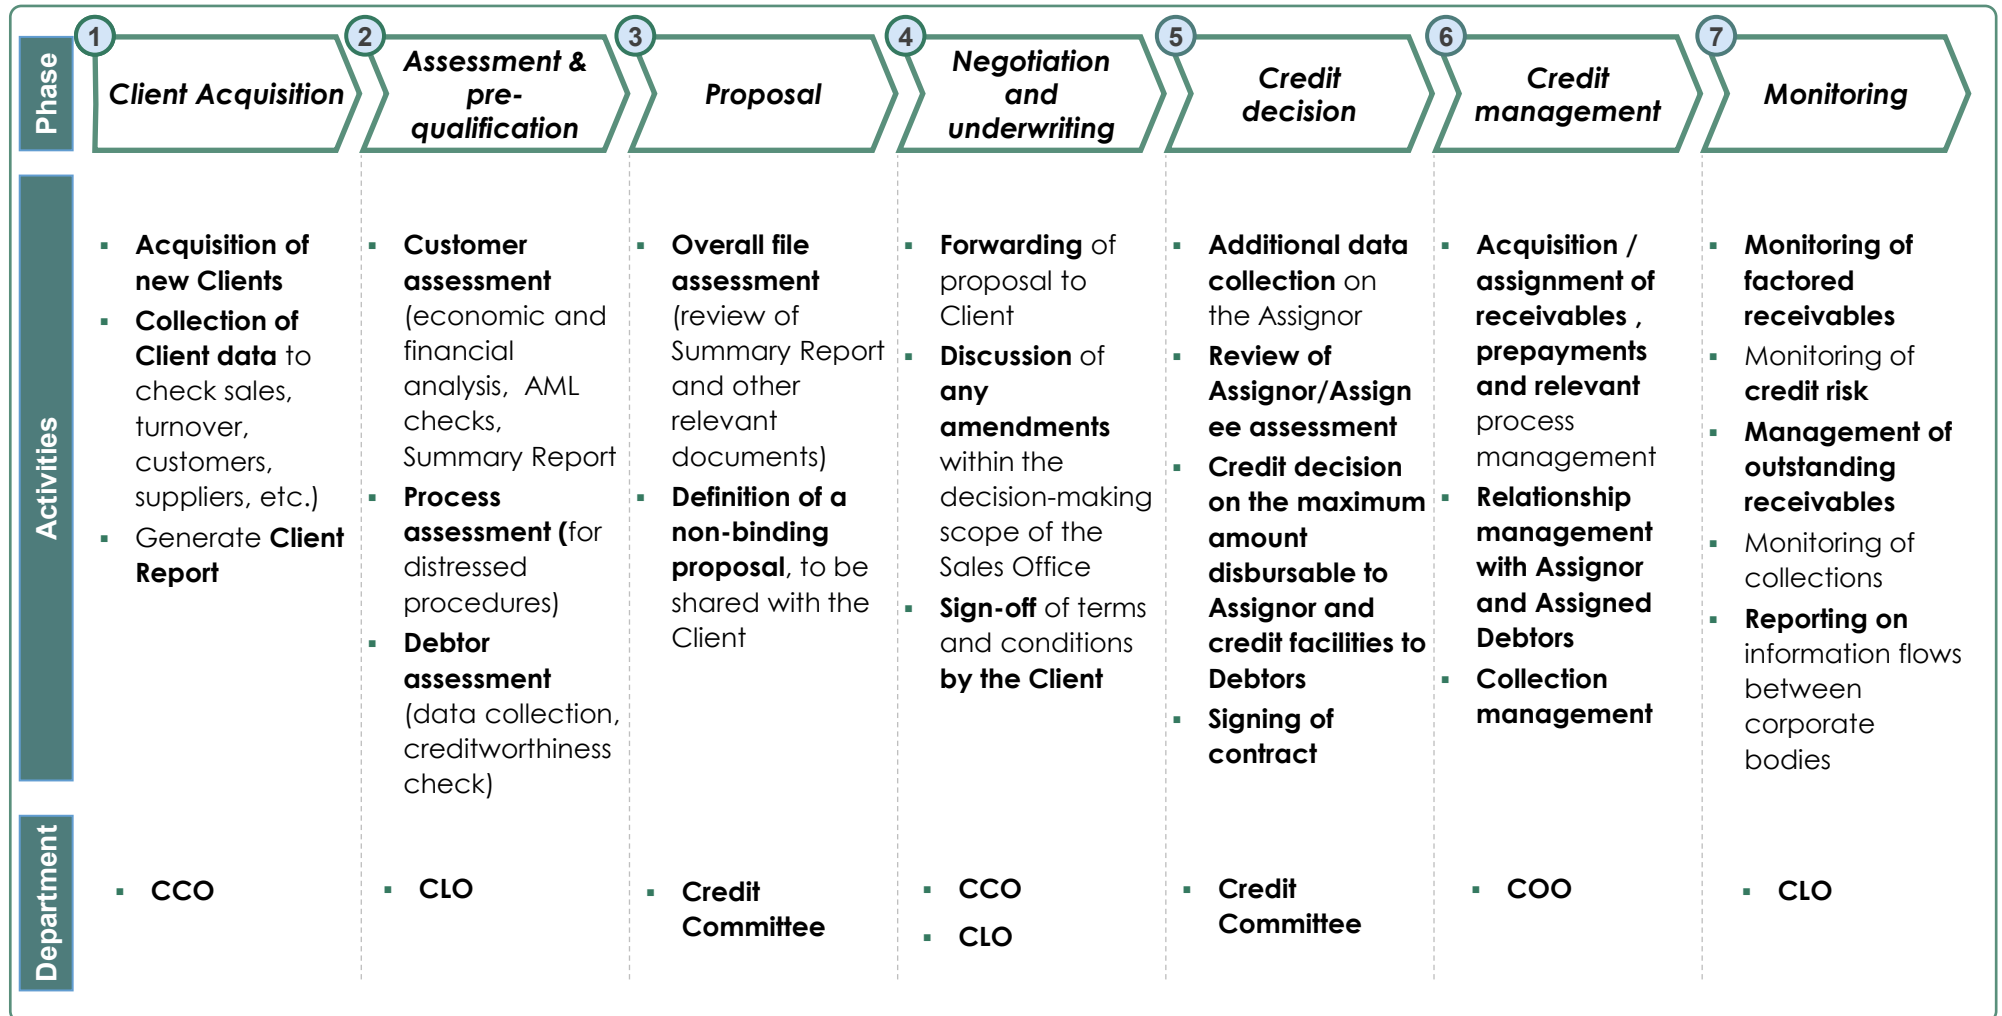 Phase
1
Client Acquisition
2
Assessment &
pre-
qualification
3
Proposal
4
Negotiation
and
underwriting
5
Credit
decision
6
Credit
management
7
Monitoring
Activities
▪ Acquisition of
new Clients
▪ Collection of
Client data to
check sales,
turnover,
customers,
suppliers, etc.)
▪ Generate Client
Report
▪ Customer
assessment
(economic and
financial
analysis, AML
checks,
Summary Report
▪ Process
assessment (for
distressed
procedures)
▪ Debtor
assessment
(data collection,
creditworthiness
check)
▪ Overall file
assessment
(review of
Summary Report
and other
relevant
documents)
▪ Definition of a
non-binding
proposal, to be
shared with the
Client
▪ Forwarding of
proposal to
Client
▪ Discussion of
any
amendments
within the
decision-making
scope of the
Sales Office
▪ Sign-off of terms
and conditions
by the Client
▪ Additional data
collection on
the Assignor
▪ Review of
Assignor/Assign
ee assessment
▪ Credit decision
on the maximum
amount
disbursable to
Assignor and
credit facilities to
Debtors
▪ Signing of
contract
▪ Acquisition /
assignment of
receivables ,
prepayments
and relevant
process
management
▪ Relationship
management
with Assignor
and Assigned
Debtors
▪ Collection
management
▪ Monitoring of
factored
receivables
▪ Monitoring of
credit risk
▪ Management of
outstanding
receivables
▪ Monitoring of
collections
▪ Reporting on
information flows
between
corporate
bodies
Department
▪ CCO
▪ CLO
▪ Credit
Committee
▪ CCO
▪ CLO
▪ Credit
Committee
▪ COO
▪ CLO